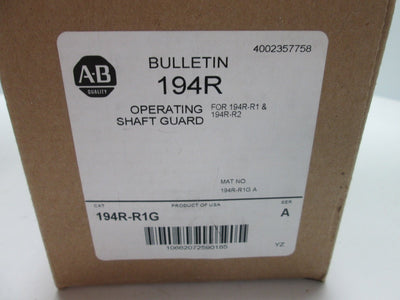 4002357758
A-B
QUALITY
BULLETIN
194R
OPERATING
SHAFT GUARD
FOR 194R-R1 &
194R-R2
MAT NO.
194R-R1G A
CAT
PRODUCT OF USA
SER
194R-R1G
A
10662072590185
YZ